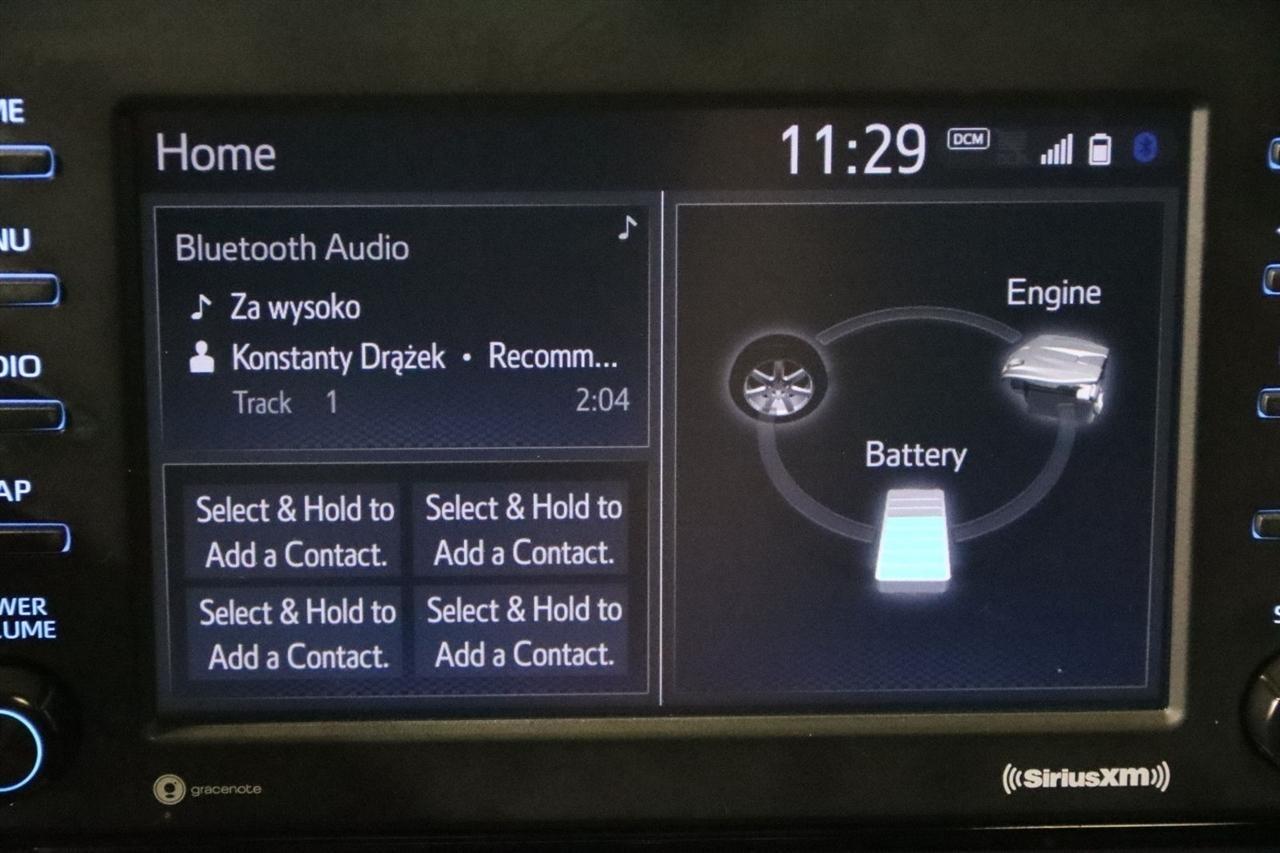 Home
11:29
DCM
Bluetooth Audio
Za wysoko
Konstanty Drążek • Recomm...
Track 1
2:04
Select & Hold to
Add a Contact.
Select & Hold to
Add a Contact.
Select & Hold to
Add a Contact.
Select & Hold to
Add a Contact.
Engine
Battery
ME
NU
DIO
AP
WER
LUME
gracenote
SiriusXM